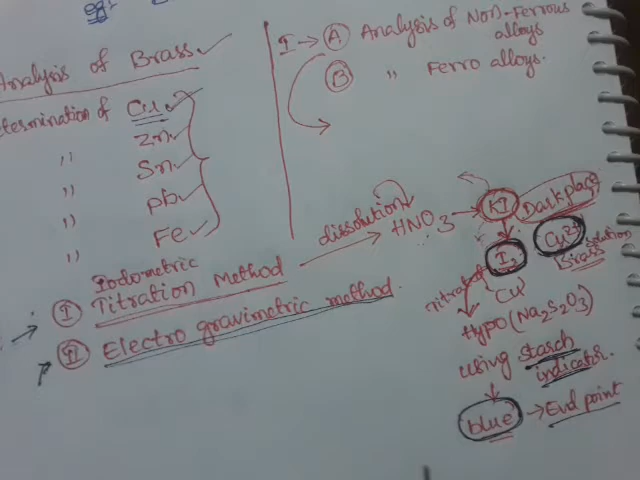 Analysis of Brass
Determination of Cu
,, Zn
,, Sn
,, Pb
,, Fe
I → (A) Analysis of Non-Ferrous
alloys
(B) ,, Ferro alloys.
(I) Iodometric
Titration Method
dissolution
HNO3 → KI
Dark place
I2
Cu
Cu2+
solution
Brass
Titrated
Hypo (Na2S2O3)
using starch
indicator.
blue → End point
(II) Electro gravimetric method.